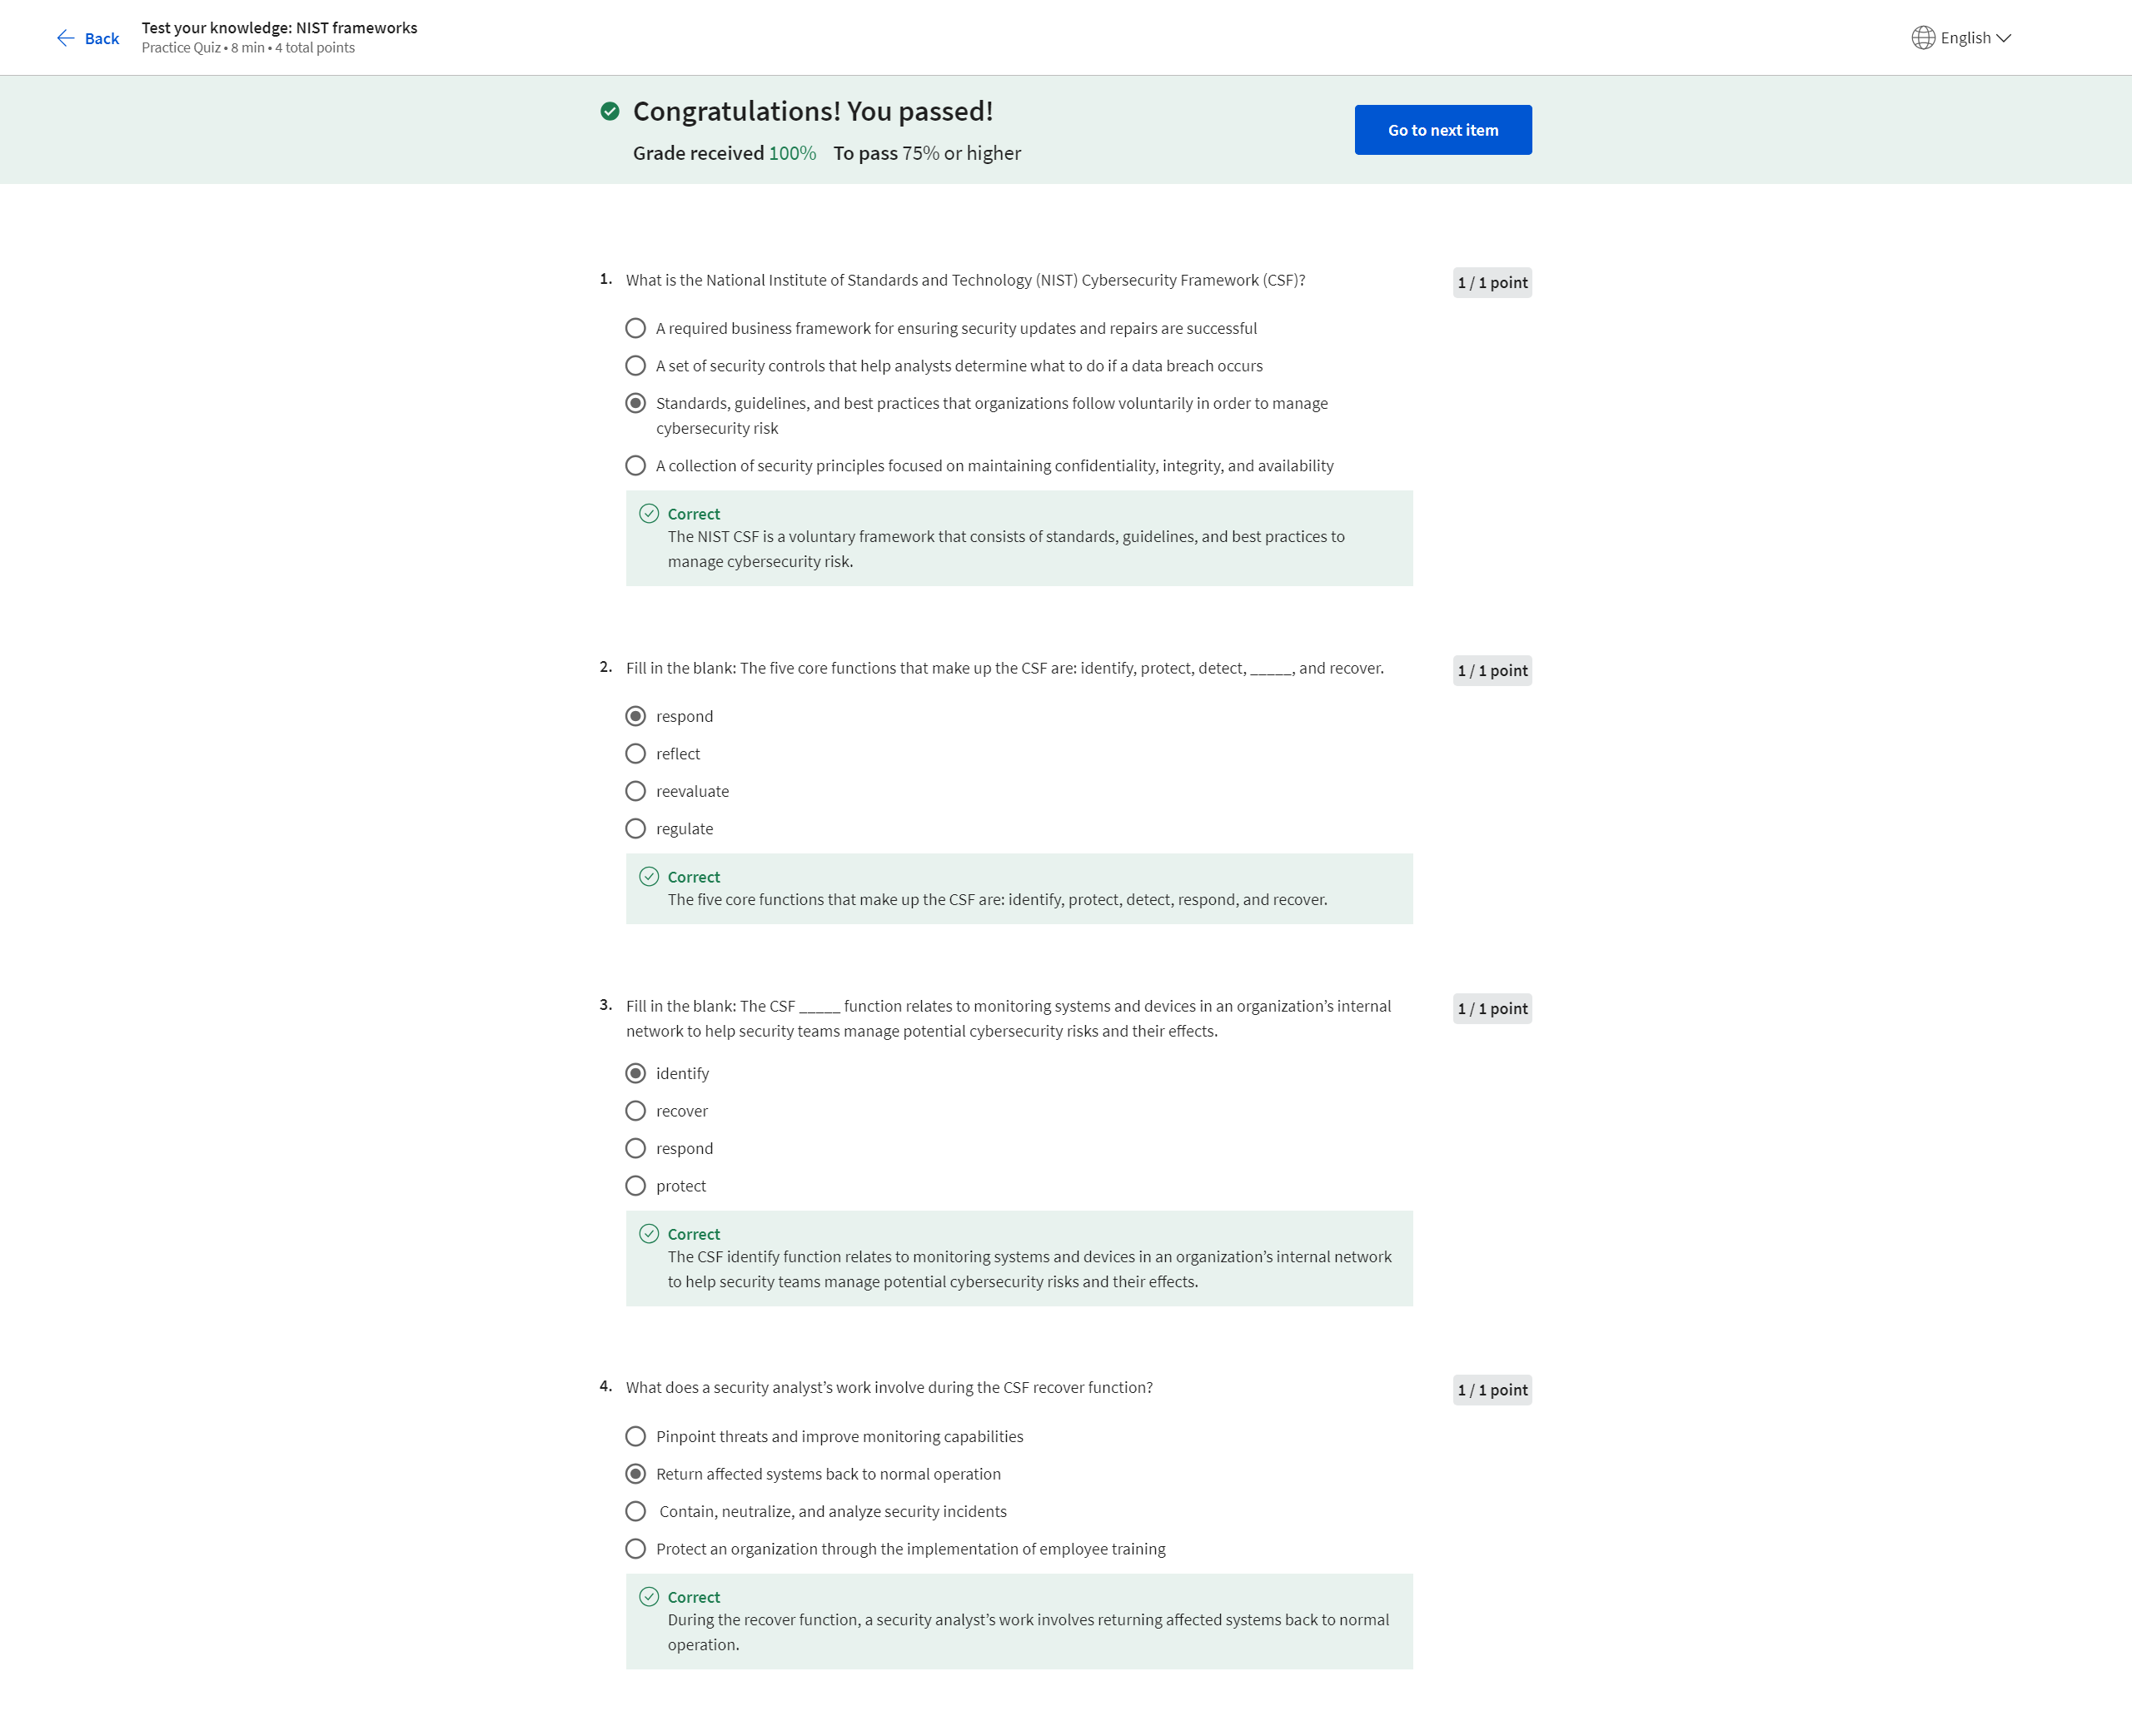 Back
Test your knowledge: NIST frameworks
Practice Quiz • 8 min • 4 total points
English
Congratulations! You passed!
Grade received 100% To pass 75% or higher
Go to next item
1. What is the National Institute of Standards and Technology (NIST) Cybersecurity Framework (CSF)?
1 / 1 point
A required business framework for ensuring security updates and repairs are successful
A set of security controls that help analysts determine what to do if a data breach occurs
Standards, guidelines, and best practices that organizations follow voluntarily in order to manage
cybersecurity risk
A collection of security principles focused on maintaining confidentiality, integrity, and availability
Correct
The NIST CSF is a voluntary framework that consists of standards, guidelines, and best practices to
manage cybersecurity risk.
2. Fill in the blank: The five core functions that make up the CSF are: identify, protect, detect, _____, and recover.
1 / 1 point
respond
reflect
reevaluate
regulate
Correct
The five core functions that make up the CSF are: identify, protect, detect, respond, and recover.
3. Fill in the blank: The CSF _____ function relates to monitoring systems and devices in an organization’s internal
network to help security teams manage potential cybersecurity risks and their effects.
1 / 1 point
identify
recover
respond
protect
Correct
The CSF identify function relates to monitoring systems and devices in an organization’s internal network
to help security teams manage potential cybersecurity risks and their effects.
4. What does a security analyst’s work involve during the CSF recover function?
1 / 1 point
Pinpoint threats and improve monitoring capabilities
Return affected systems back to normal operation
Contain, neutralize, and analyze security incidents
Protect an organization through the implementation of employee training
Correct
During the recover function, a security analyst’s work involves returning affected systems back to normal
operation.